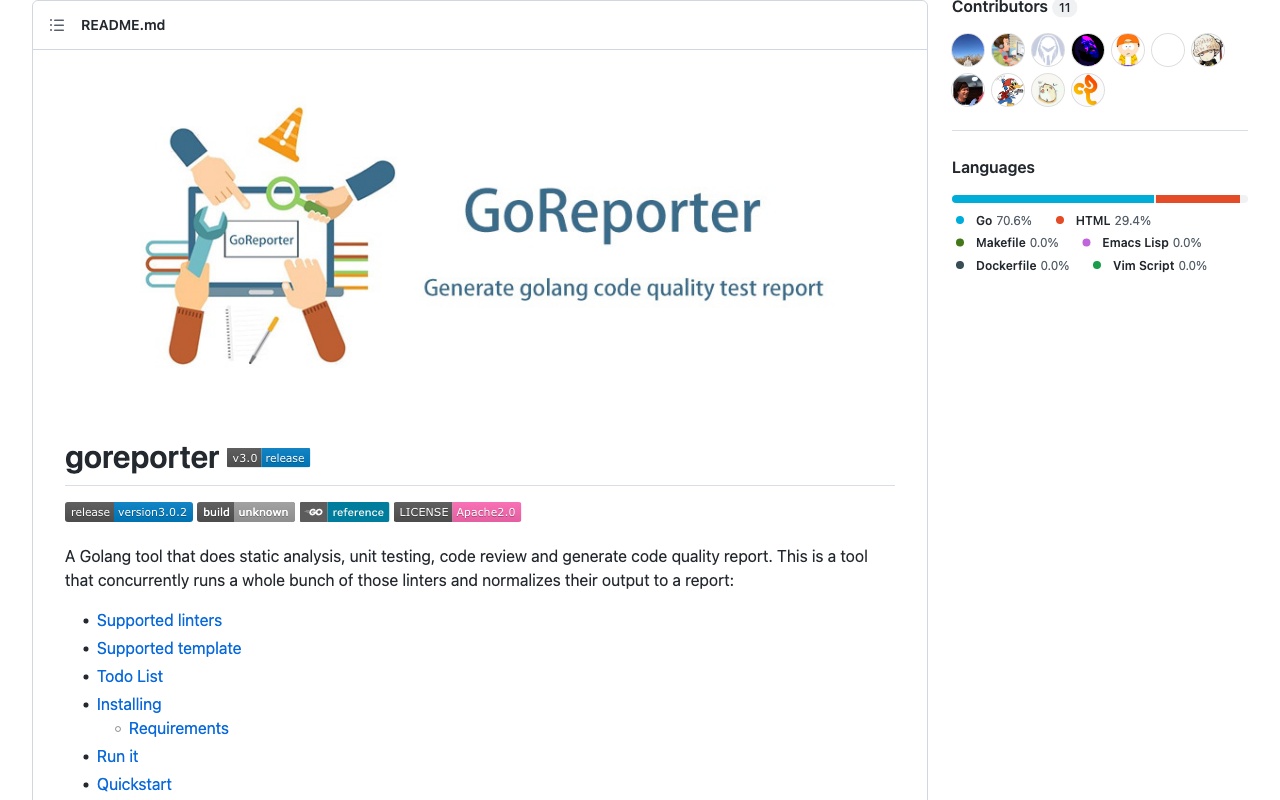 README.md
GoReporter
GoReporter
Generate golang code quality test report
goreporter v3.0 release
release version3.0.2 build unknown GO reference LICENSE Apache2.0
A Golang tool that does static analysis, unit testing, code review and generate code quality report. This is a tool
that concurrently runs a whole bunch of those linters and normalizes their output to a report:
Supported linters
Supported template
Todo List
Installing
Requirements
Run it
Quickstart
Contributors 11
Languages
Go 70.6% HTML 29.4%
Makefile 0.0% Emacs Lisp 0.0%
Dockerfile 0.0% Vim Script 0.0%